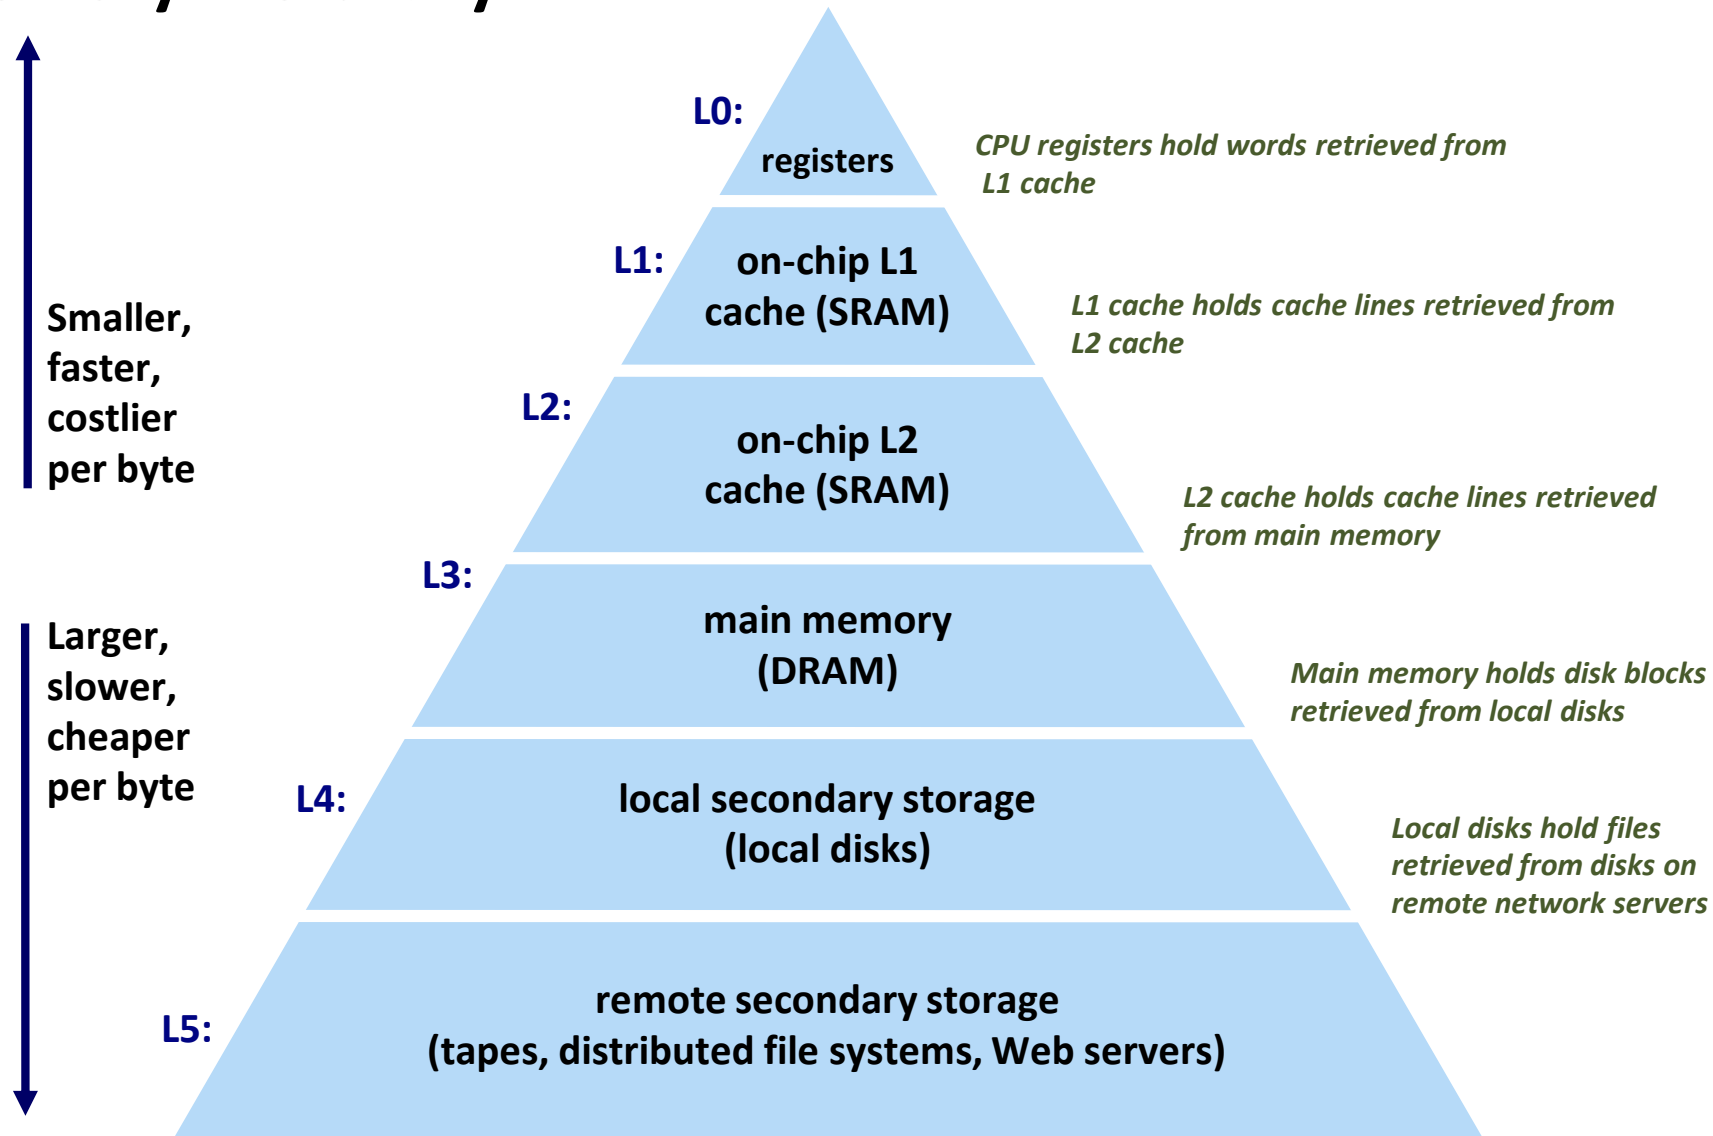 L0:
registers
CPU registers hold words retrieved from
L1 cache
L1:
on-chip L1
cache (SRAM)
L1 cache holds cache lines retrieved from
L2 cache
Smaller,
faster,
costlier
per byte
L2:
on-chip L2
cache (SRAM)
L2 cache holds cache lines retrieved
from main memory
L3:
main memory
(DRAM)
Main memory holds disk blocks
retrieved from local disks
Larger,
slower,
cheaper
per byte
L4:
local secondary storage
(local disks)
Local disks hold files
retrieved from disks on
remote network servers
L5:
remote secondary storage
(tapes, distributed file systems, Web servers)